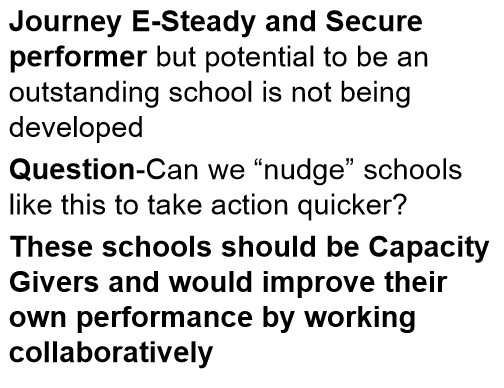 Journey E-Steady and Secure
performer but potential to be an
outstanding school is not being
developed
Question-Can we “nudge” schools
like this to take action quicker?
These schools should be Capacity
Givers and would improve their
own performance by working
collaboratively